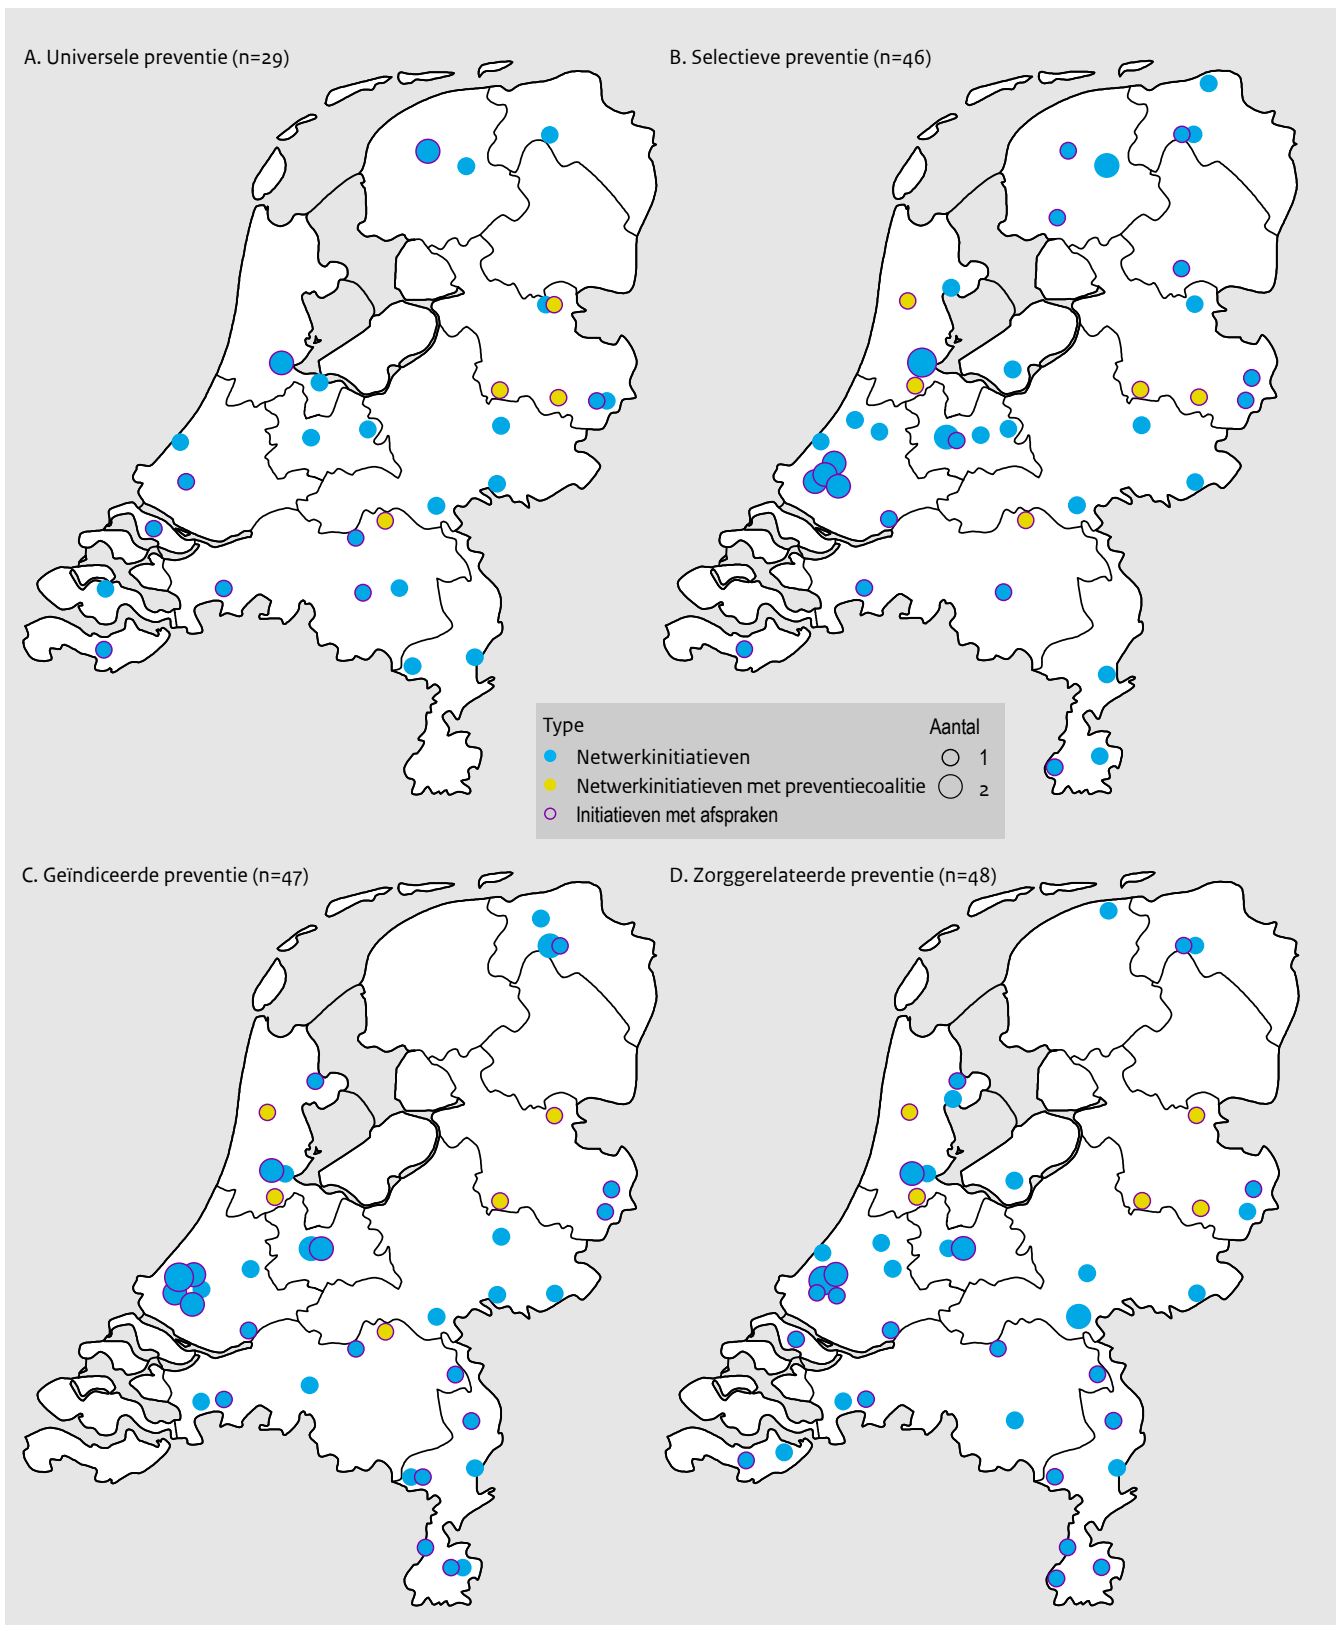 A. Universele preventie (n=29)
B. Selectieve preventie (n=46)
Type
Aantal
Netwerkinitiatieven
1
Netwerkinitiatieven met preventiecoalitie
2
Initiatieven met afspraken
C. Geïndiceerde preventie (n=47)
D. Zorggerelateerde preventie (n=48)